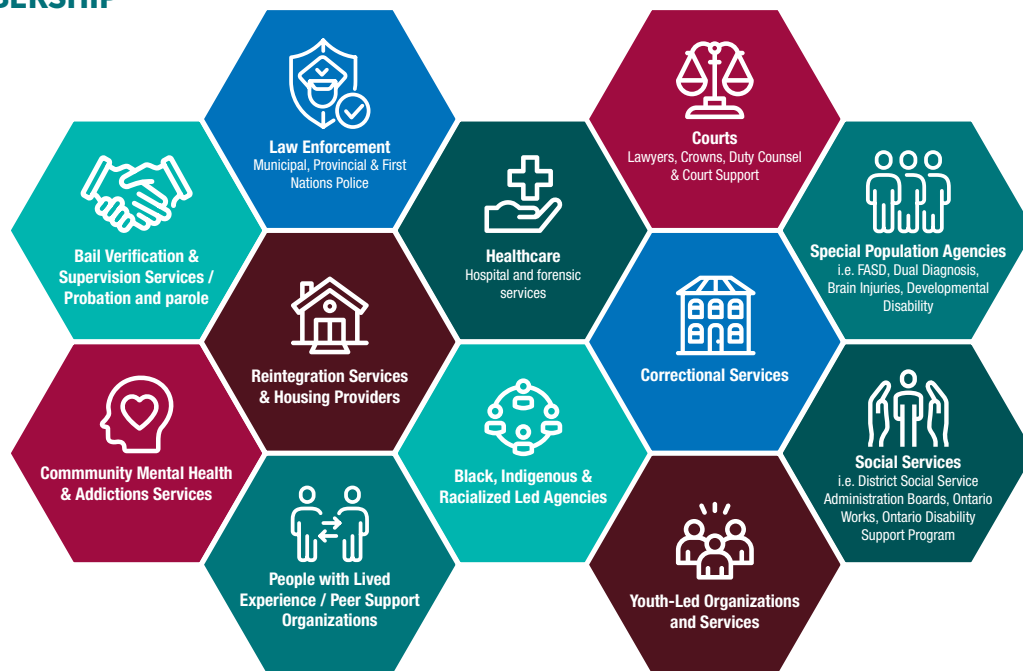 BERSHIP
Law Enforcement
Municipal, Provincial & First
Nations Police
Courts
Lawyers, Crowns, Duty Counsel
& Court Support
Bail Verification &
Supervision Services /
Probation and parole
Healthcare
Hospital and forensic
services
Special Population Agencies
i.e. FASD, Dual Diagnosis,
Brain Injuries, Developmental
Disability
Reintegration Services
& Housing Providers
Correctional Services
Commmunity Mental Health
& Addictions Services
Black, Indigenous &
Racialized Led Agencies
Social Services
i.e. District Social Service
Administration Boards, Ontario
Works, Ontario Disability
Support Program
People with Lived
Experience / Peer Support
Organizations
Youth-Led Organizations
and Services